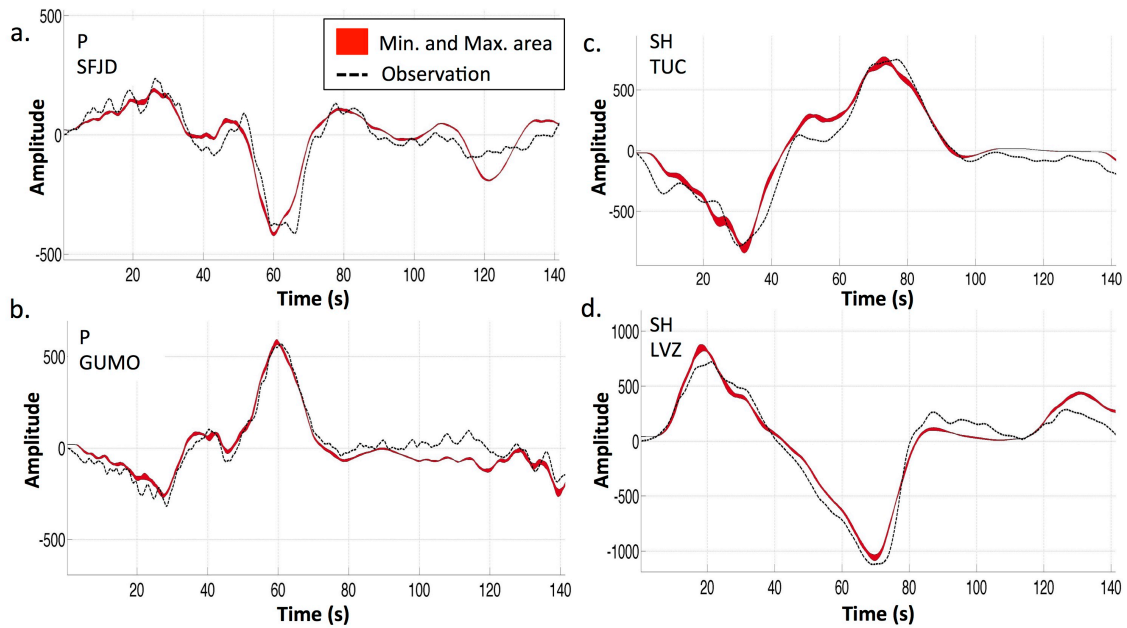 a.
P
SFJD
Min. and Max. area
Observation
500
0
-500
Amplitude
20 40 60 80 100 120 140
Time (s)
b.
P
GUMO
500
0
-500
Amplitude
20 40 60 80 100 120 140
Time (s)
c.
SH
TUC
500
0
-500
Amplitude
20 40 60 80 100 120 140
Time (s)
d.
SH
LVZ
1000
500
0
-500
-1000
Amplitude
20 40 60 80 100 120 140
Time (s)